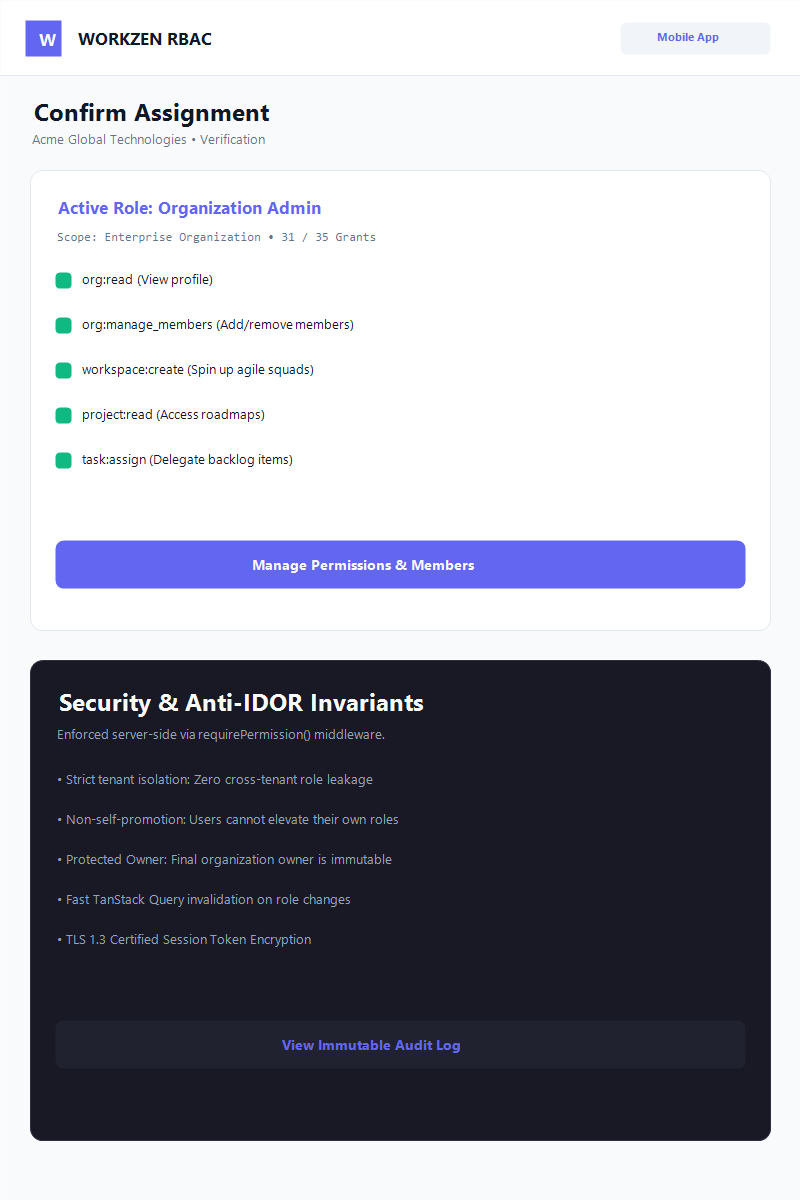 W
WORKZEN RBAC
Mobile App
Confirm Assignment
Acme Global Technologies • Verification
Active Role: Organization Admin
Scope: Enterprise Organization • 31 / 35 Grants
org:read (View profile)
org:manage_members (Add/remove members)
workspace:create (Spin up agile squads)
project:read (Access roadmaps)
task:assign (Delegate backlog items)
Manage Permissions & Members
Security & Anti-IDOR Invariants
Enforced server-side via requirePermission() middleware.
• Strict tenant isolation: Zero cross-tenant role leakage
• Non-self-promotion: Users cannot elevate their own roles
• Protected Owner: Final organization owner is immutable
• Fast TanStack Query invalidation on role changes
• TLS 1.3 Certified Session Token Encryption
View Immutable Audit Log